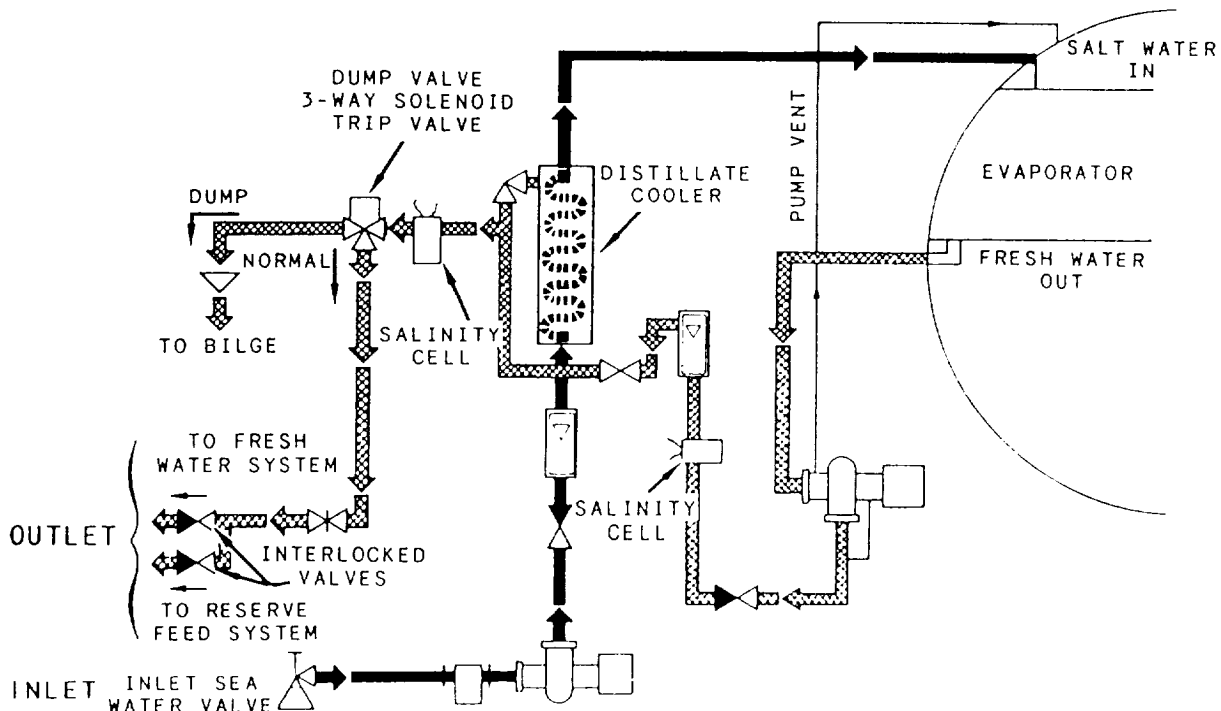 SALT WATER
IN
DUMP VALVE
3-WAY SOLENOID
TRIP VALVE
PUMP VENT
DISTILLATE
COOLER
EVAPORATOR
DUMP
NORMAL
FRESH WATER
OUT
TO BILGE
SALINITY
CELL
TO FRESH
WATER SYSTEM
SALINITY
CELL
OUTLET
INTERLOCKED
VALVES
TO RESERVE
FEED SYSTEM
INLET
INLET SEA
WATER VALVE